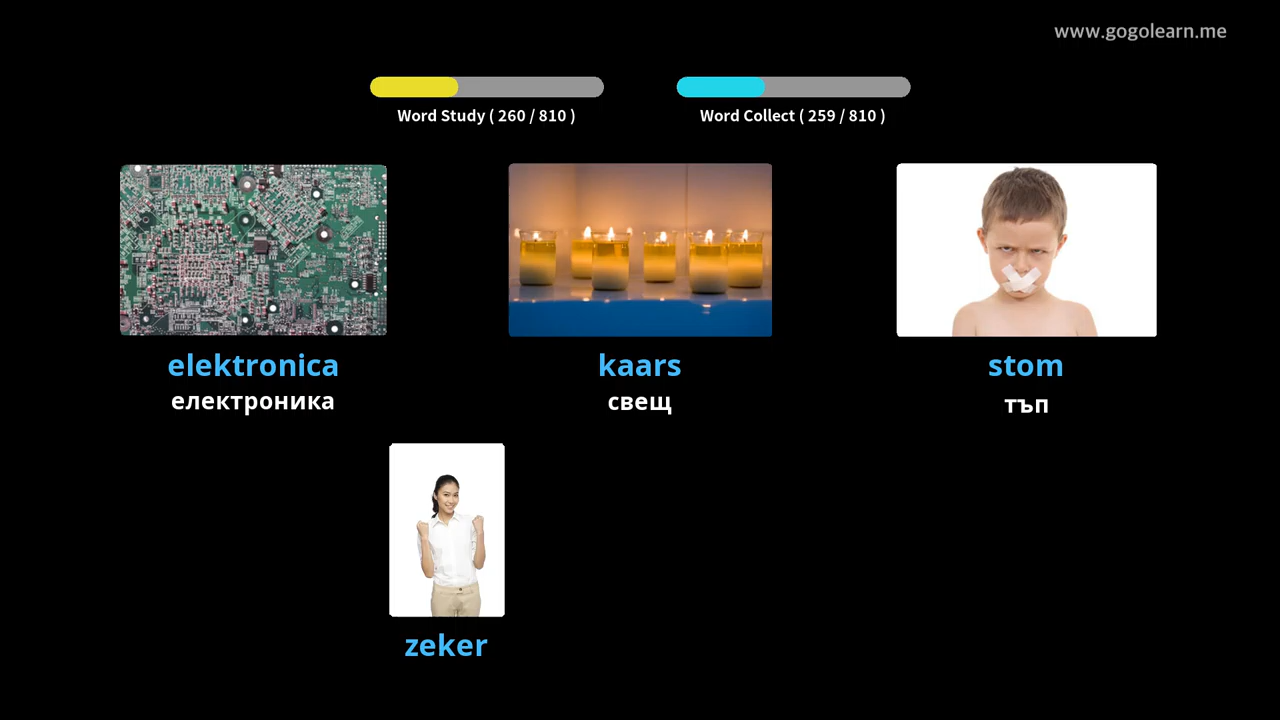 www.gogolearn.me
Word Study ( 260 / 810 )
Word Collect ( 259 / 810 )
elektronica
електроника
kaars
свещ
stom
тъп
zeker